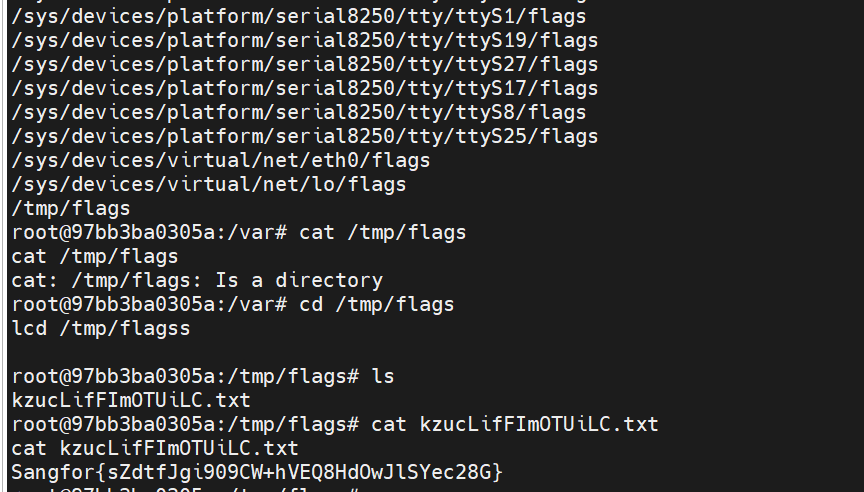 /sys/devices/platform/serial8250/tty/ttyS1/flags
/sys/devices/platform/serial8250/tty/ttyS19/flags
/sys/devices/platform/serial8250/tty/ttyS27/flags
/sys/devices/platform/serial8250/tty/ttyS17/flags
/sys/devices/platform/serial8250/tty/ttyS8/flags
/sys/devices/platform/serial8250/tty/ttyS25/flags
/sys/devices/virtual/net/eth0/flags
/sys/devices/virtual/net/lo/flags
/tmp/flags
root@97bb3ba0305a:/var# cat /tmp/flags
cat /tmp/flags
cat: /tmp/flags: Is a directory
root@97bb3ba0305a:/var# cd /tmp/flags
lcd /tmp/flagss
root@97bb3ba0305a:/tmp/flags# ls
kzucLifFImOTUiLC.txt
root@97bb3ba0305a:/tmp/flags# cat kzucLifFImOTUiLC.txt
cat kzucLifFImOTUiLC.txt
Sangfor{sZdtfJgi909CW+hVEQ8HdOwJlSYec28G}